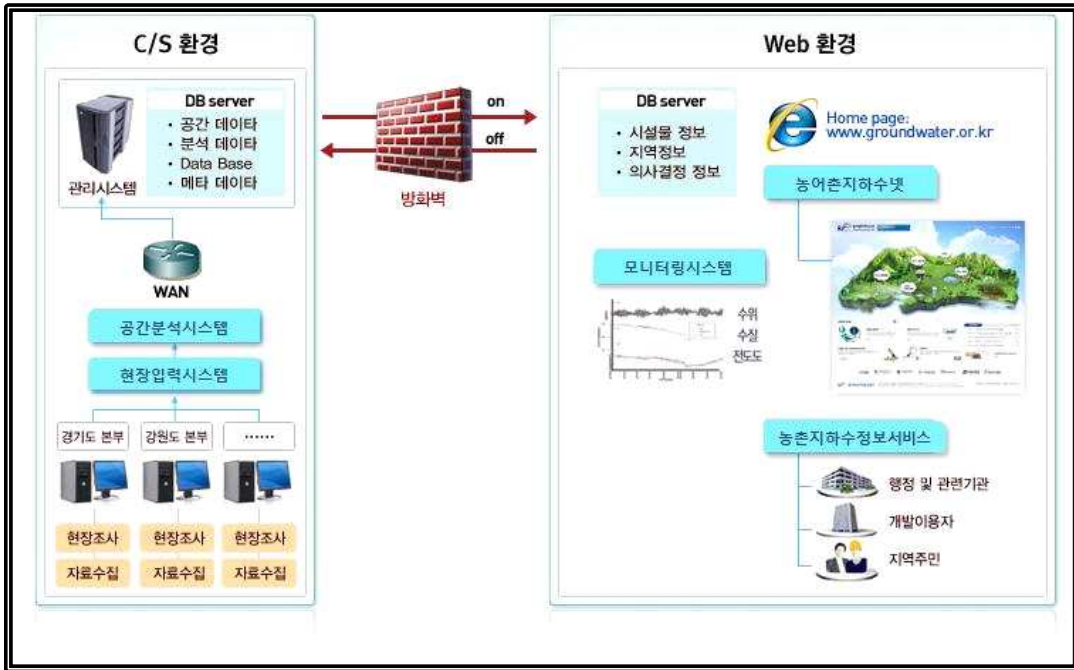 C/S 환경
DB server
• 공간 데이타
• 분석 데이타
• Data Base
• 메타 데이타
관리시스템
WAN
공간분석시스템
현장입력시스템
경기도 본부
강원도 본부
……
현장조사
현장조사
현장조사
자료수집
자료수집
자료수집
on
off
방화벽
Web 환경
DB server
• 시설물 정보
• 지역정보
• 의사결정 정보
Home page:
www.groundwater.or.kr
농어촌지하수넷
모니터링시스템
수위
수질
전도도
농촌지하수정보서비스
행정 및 관련기관
개발이용자
지역주민